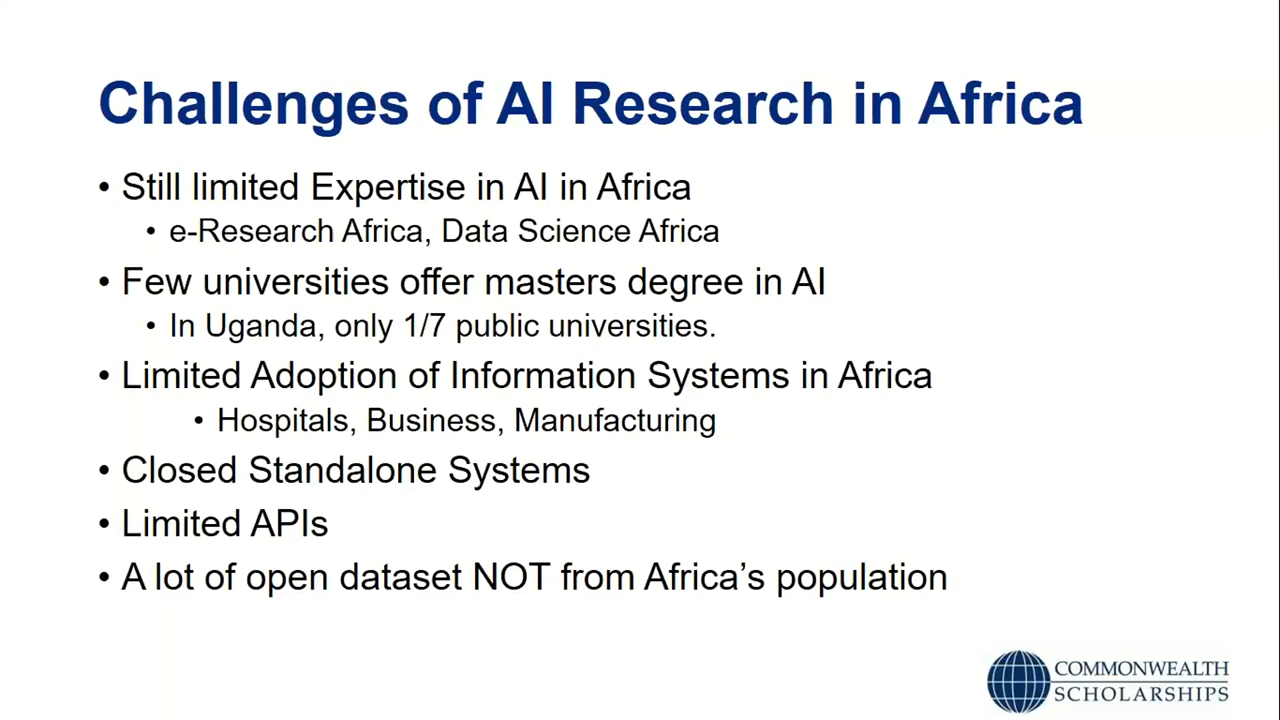 Challenges of AI Research in Africa
• Still limited Expertise in AI in Africa
• e-Research Africa, Data Science Africa
• Few universities offer masters degree in AI
• In Uganda, only 1/7 public universities.
• Limited Adoption of Information Systems in Africa
• Hospitals, Business, Manufacturing
• Closed Standalone Systems
• Limited APIs
• A lot of open dataset NOT from Africa’s population
COMMONWEALTH
SCHOLARSHIPS